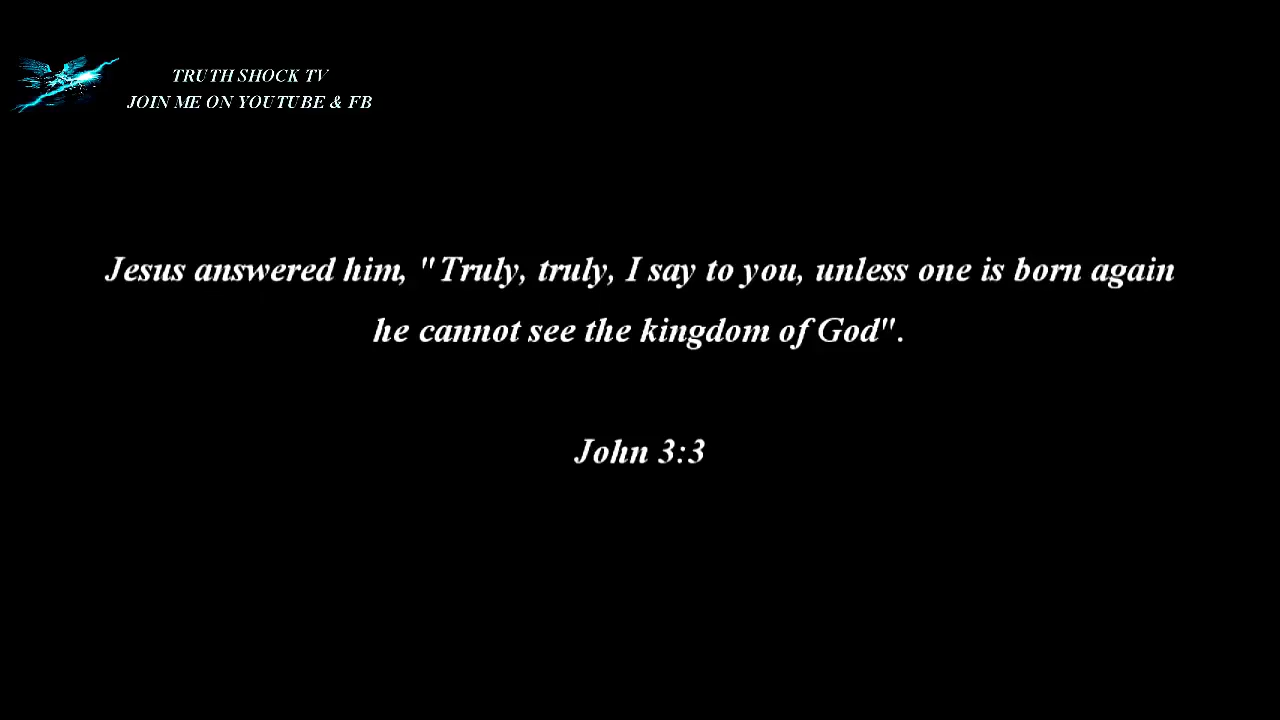 TRUTH SHOCK TV
JOIN ME ON YOUTUBE & FB
Jesus answered him, "Truly, truly, I say to you, unless one is born again
he cannot see the kingdom of God".
John 3:3